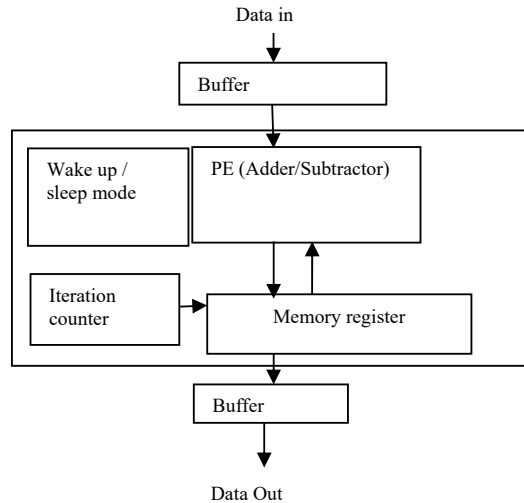 Data in
Buffer
Wake up /
sleep mode
PE (Adder/Subtractor)
Iteration
counter
Memory register
Buffer
Data Out